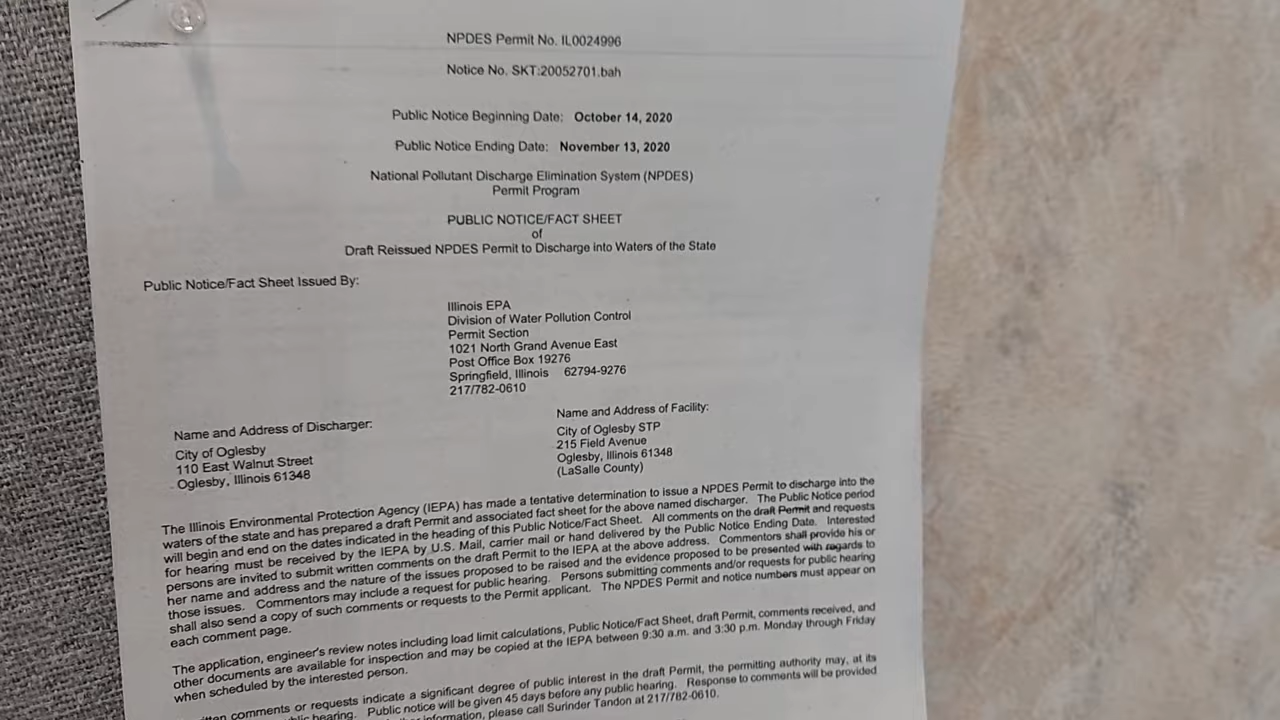 NPDES Permit No. IL0024996
Notice No. SKT:20052701.bah
Public Notice Beginning Date: October 14, 2020
Public Notice Ending Date: November 13, 2020
National Pollutant Discharge Elimination System (NPDES)
Permit Program
PUBLIC NOTICE/FACT SHEET
of
Draft Reissued NPDES Permit to Discharge into Waters of the State
Public Notice/Fact Sheet Issued By:
Illinois EPA
Division of Water Pollution Control
Permit Section
1021 North Grand Avenue East
Post Office Box 19276
Springfield, Illinois 62794-9276
217/782-0610
Name and Address of Discharger:
City of Oglesby
110 East Walnut Street
Oglesby, Illinois 61348
Name and Address of Facility:
City of Oglesby STP
215 Field Avenue
Oglesby, Illinois 61348
(LaSalle County)
The Illinois Environmental Protection Agency (IEPA) has made a tentative determination to issue a NPDES Permit to discharge into the
waters of the state and has prepared a draft Permit and associated fact sheet for the above named discharger. The Public Notice period
will begin and end on the dates indicated in the heading of this Public Notice/Fact Sheet. All comments on the draft Permit and requests
for hearing must be received by the IEPA by U.S. Mail, carrier mail or hand delivered by the Public Notice Ending Date. Interested
persons are invited to submit written comments on the draft Permit to the IEPA at the above address. Commentors shall provide his or
her name and address and the nature of the issues proposed to be raised and the evidence proposed to be presented with regards to
those issues. Commentors may include a request for public hearing. Persons submitting comments and/or requests for public hearing
shall also send a copy of such comments or requests to the Permit applicant. The NPDES Permit and notice numbers must appear on
each comment page.
The application, engineer's review notes including load limit calculations, Public Notice/Fact Sheet, draft Permit, comments received, and
other documents are available for inspection and may be copied at the IEPA between 9:30 a.m. and 3:30 p.m. Monday through Friday
when scheduled by the interested person.
comments or requests indicate a significant degree of public interest in the draft Permit, the permitting authority may, at its
hearing. Public notice will be given 45 days before any public hearing. Response to comments will be provided
information, please call Surinder Tandon at 217/782-0610.